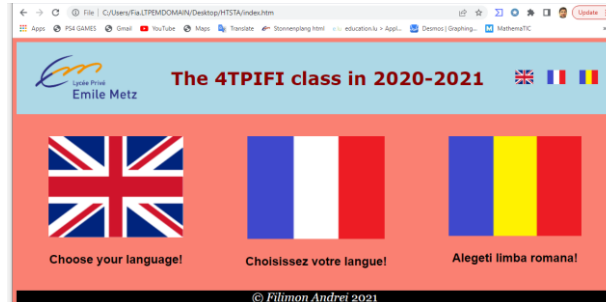 File | C:/Users/Fia.LTPEMDOMAIN/Desktop/HTSTA/index.htm
Update
Apps PS4 GAMES Gmail YouTube Maps Translate Stonnenplang html education.lu > Appl... Desmos | Graphing... MathemaTIC
Lycée Privé
Emile Metz
The 4TPIFI class in 2020-2021
Choose your language!
Choisissez votre langue!
Alegeti limba romana!
© Filimon Andrei 2021